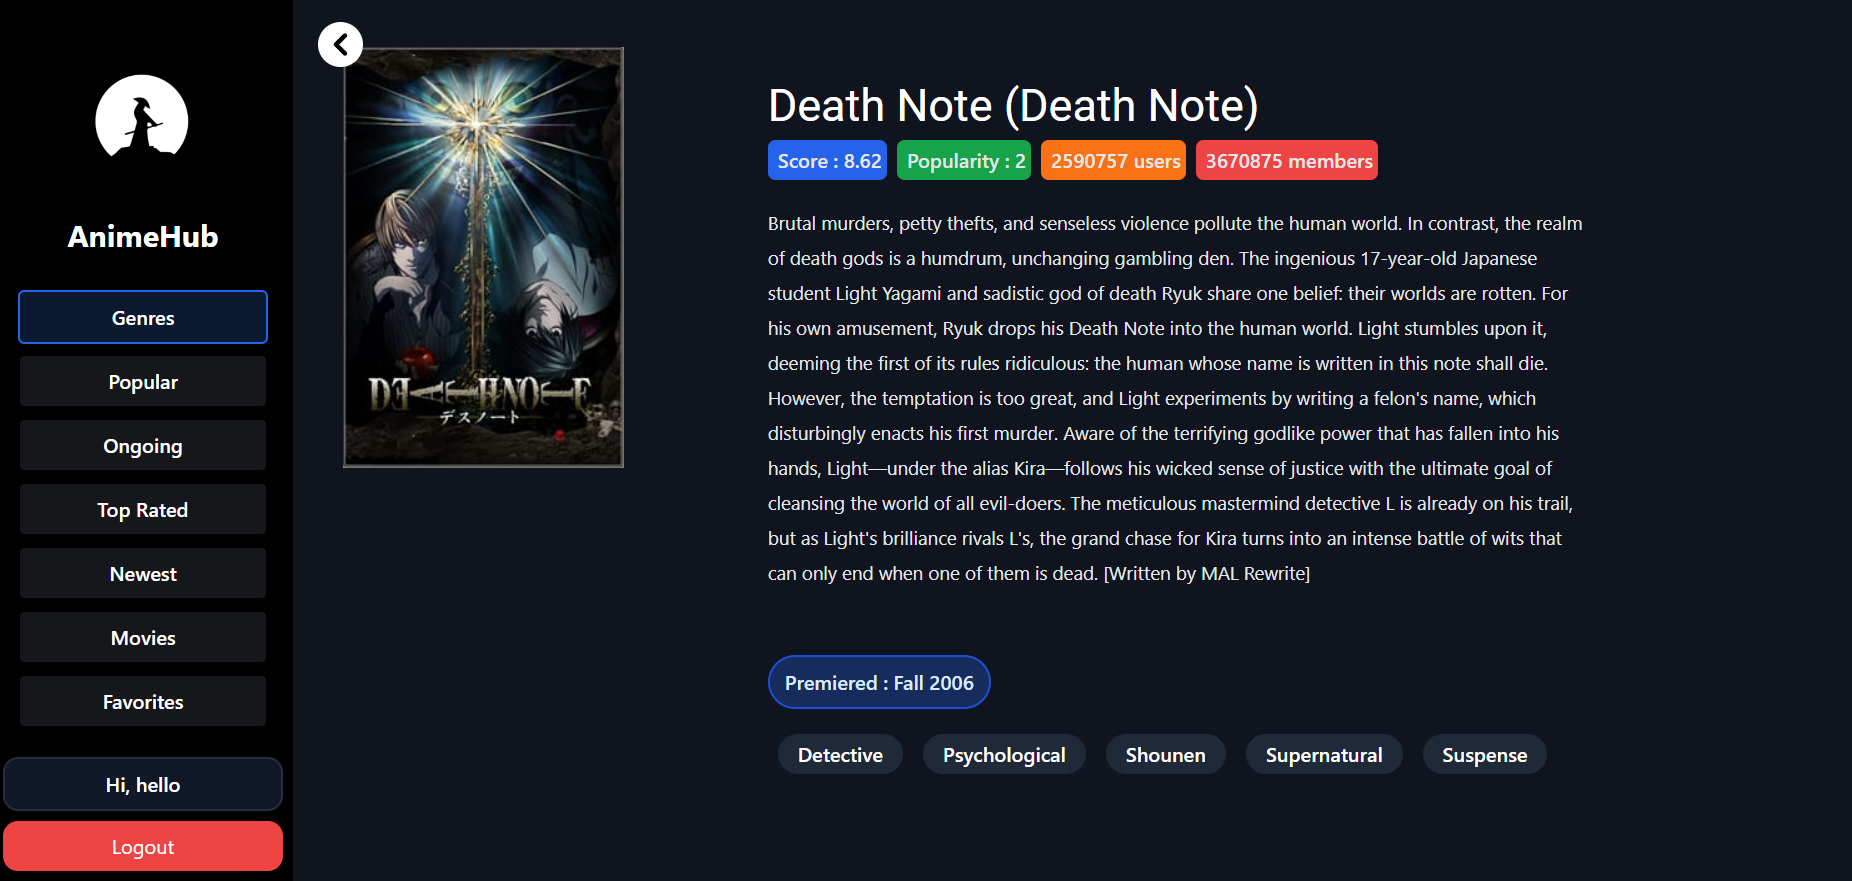 AnimeHub
Genres
Popular
Ongoing
Top Rated
Newest
Movies
Favorites
Hi, hello
Logout
DEATH NOTE
デスノート
Death Note (Death Note)
Score : 8.62
Popularity : 2
2590757 users
3670875 members
Brutal murders, petty thefts, and senseless violence pollute the human world. In contrast, the realm
of death gods is a humdrum, unchanging gambling den. The ingenious 17-year-old Japanese
student Light Yagami and sadistic god of death Ryuk share one belief: their worlds are rotten. For
his own amusement, Ryuk drops his Death Note into the human world. Light stumbles upon it,
deeming the first of its rules ridiculous: the human whose name is written in this note shall die.
However, the temptation is too great, and Light experiments by writing a felon's name, which
disturbingly enacts his first murder. Aware of the terrifying godlike power that has fallen into his
hands, Light—under the alias Kira—follows his wicked sense of justice with the ultimate goal of
cleansing the world of all evil-doers. The meticulous mastermind detective L is already on his trail,
but as Light's brilliance rivals L's, the grand chase for Kira turns into an intense battle of wits that
can only end when one of them is dead. [Written by MAL Rewrite]
Premiered : Fall 2006
Detective
Psychological
Shounen
Supernatural
Suspense